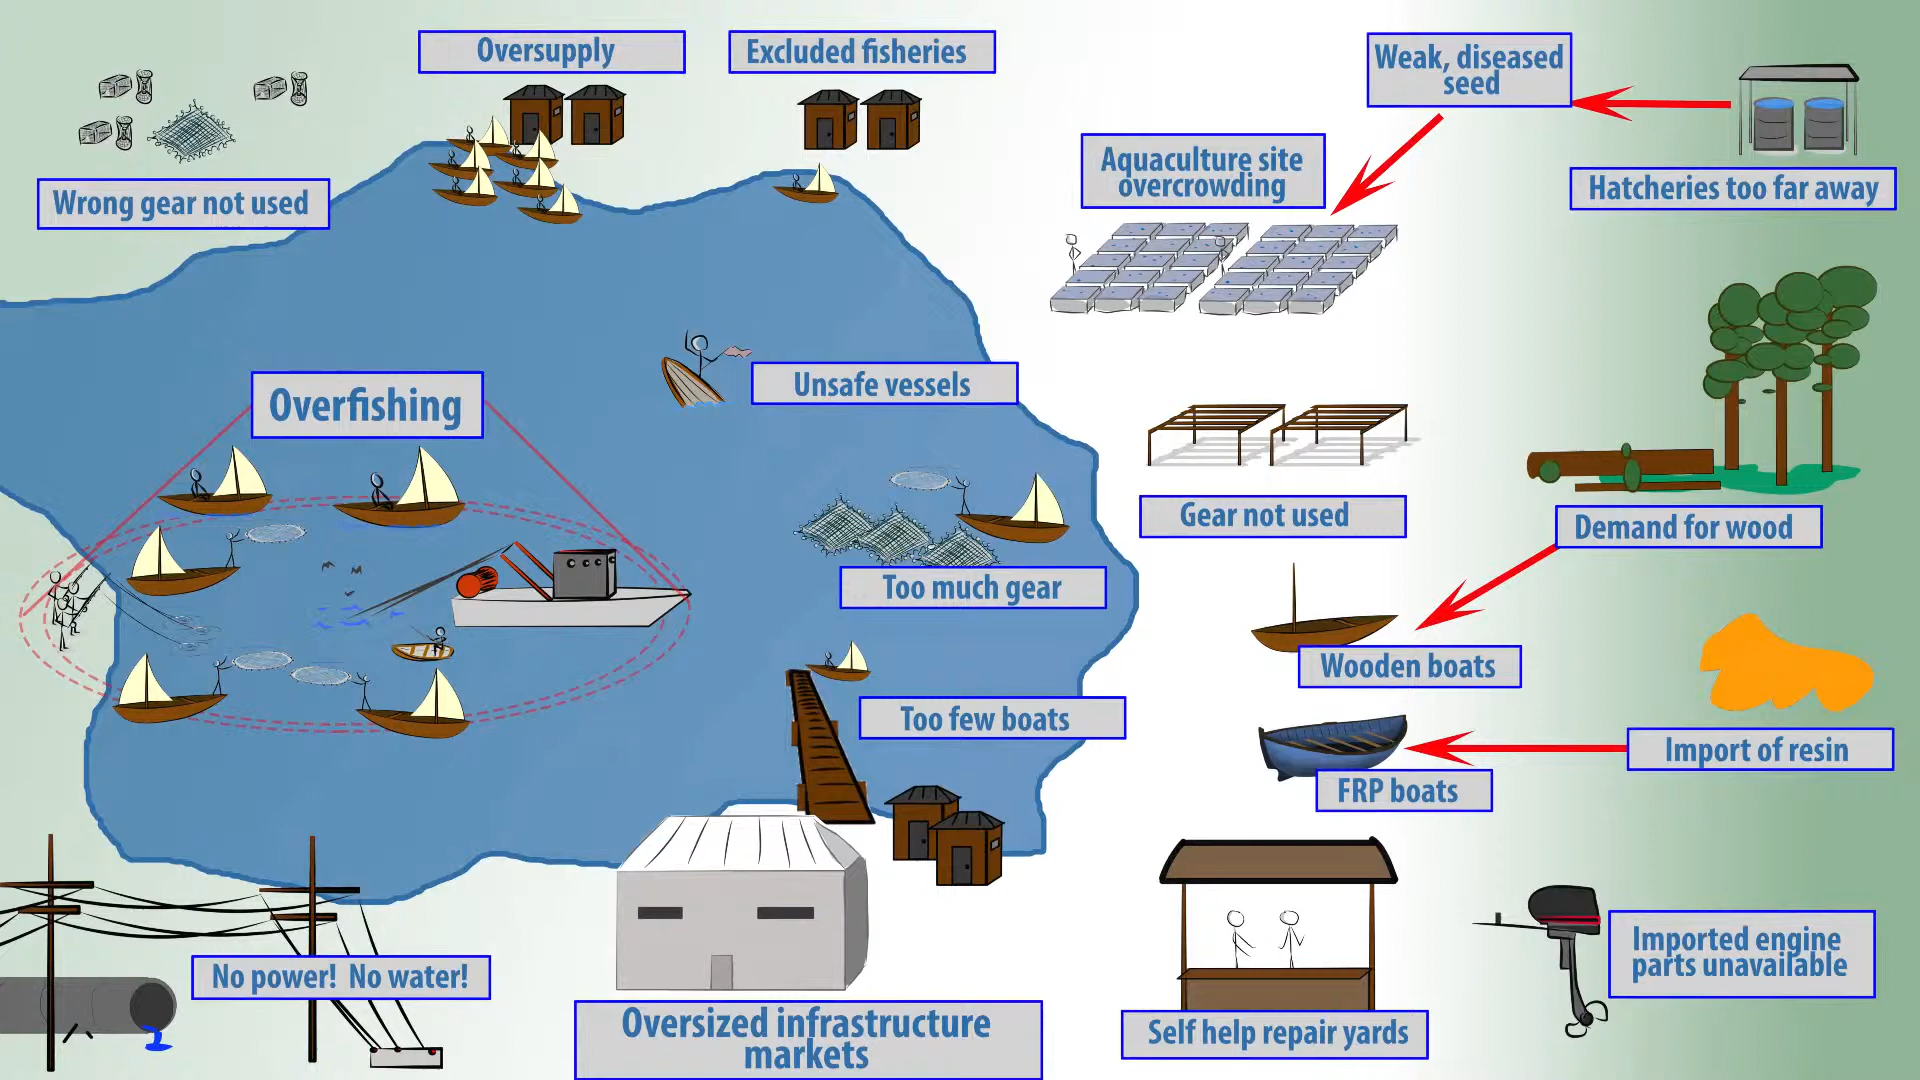 Oversupply
Excluded fisheries
Weak, diseased
seed
Aquaculture site
overcrowding
Hatcheries too far away
Wrong gear not used
Unsafe vessels
Overfishing
Gear not used
Demand for wood
Too much gear
Wooden boats
Too few boats
Import of resin
FRP boats
Imported engine
parts unavailable
No power!  No water!
Oversized infrastructure
markets
Self help repair yards